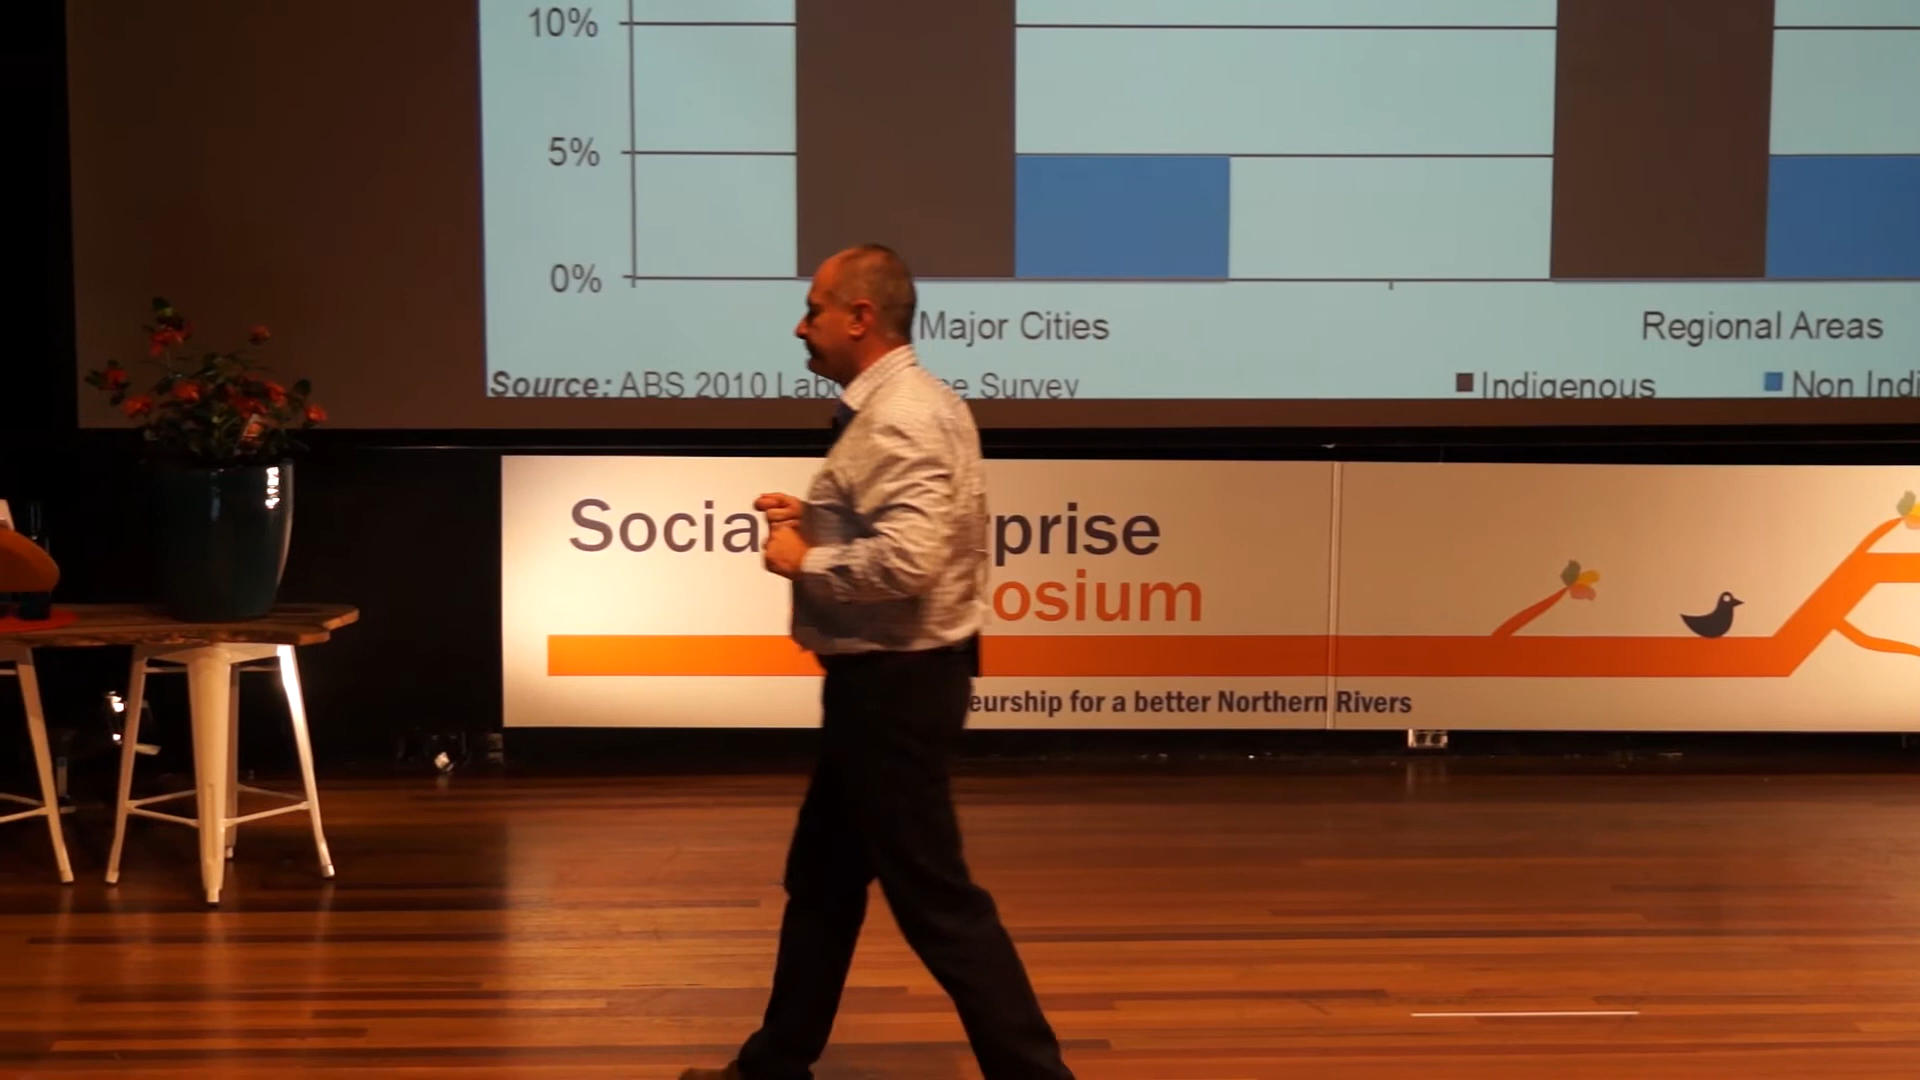 10%
5%
0%
Major Cities
Regional Areas
Source: ABS 2010 Labo e Survey
Indigenous
Non Indi
Socia rprise
osium
eurship for a better Northern Rivers